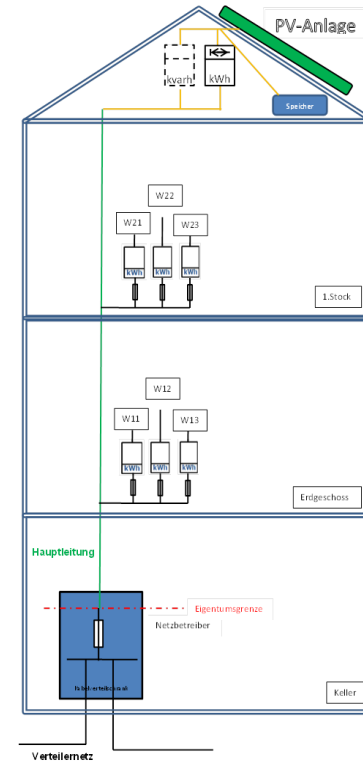 PV-Anlage
kvarh
kWh
Speicher
W22
W21
W23
kWh
kWh
kWh
1.Stock
W12
W11
W13
kWh
kWh
kWh
Erdgeschoss
Hauptleitung
Eigentumsgrenze
Netzbetreiber
Keller
Verteilernetz